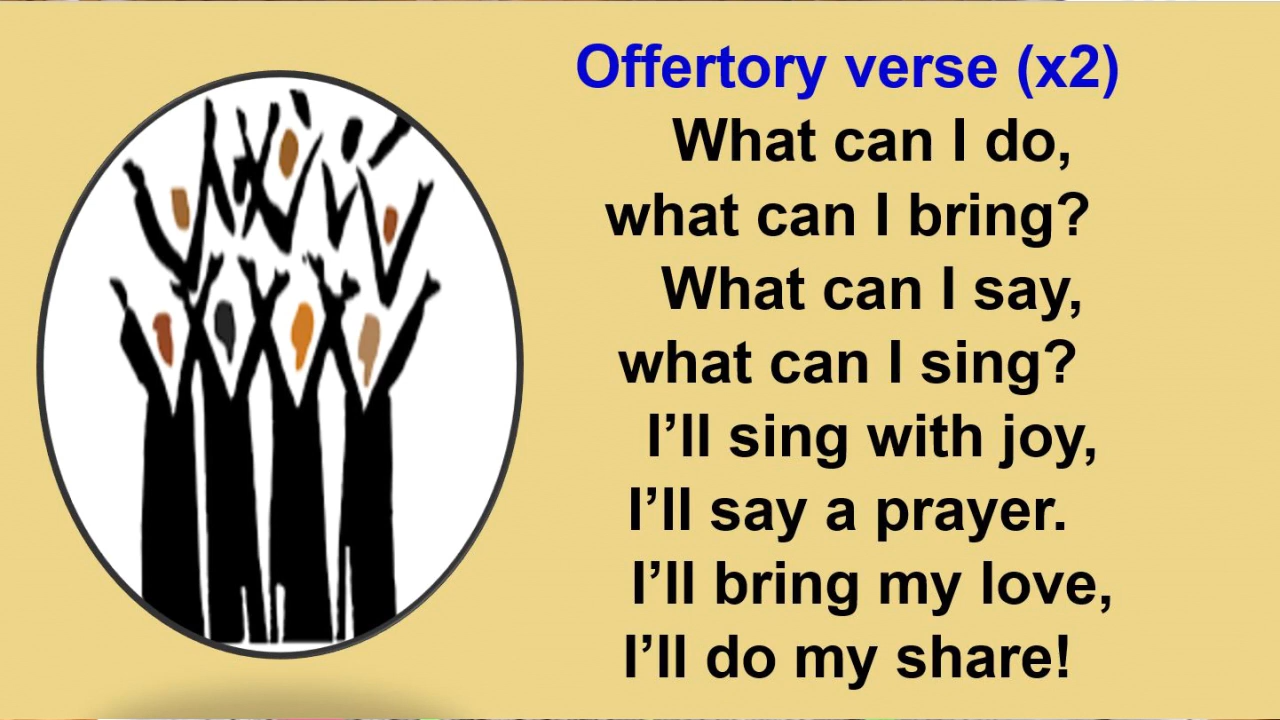 Offertory verse (x2)
What can I do,
what can I bring?
What can I say,
what can I sing?
I’ll sing with joy,
I’ll say a prayer.
I’ll bring my love,
I’ll do my share!